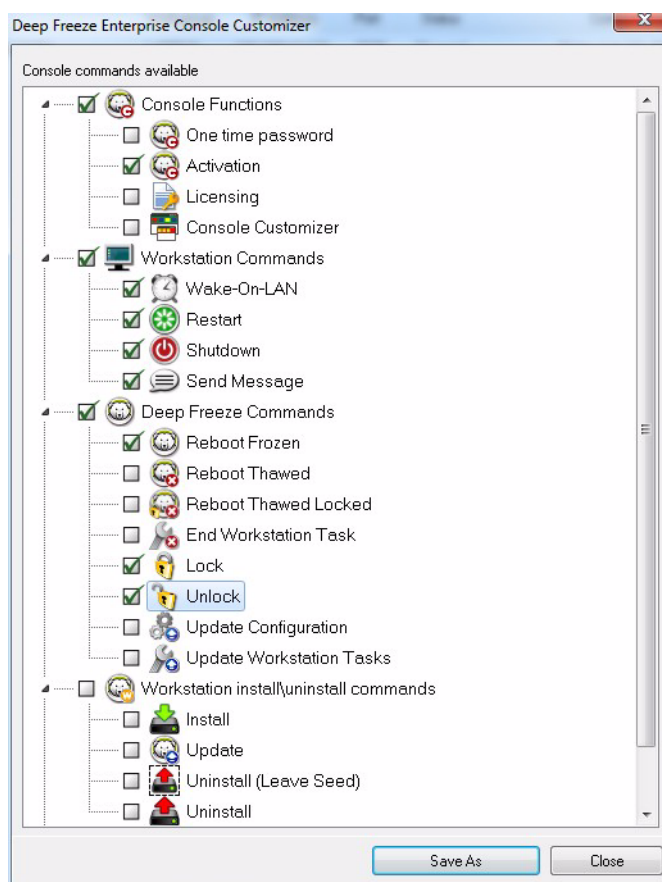 Deep Freeze Enterprise Console Customizer
Console commands available
Console Functions
One time password
Activation
Licensing
Console Customizer
Workstation Commands
Wake-On-LAN
Restart
Shutdown
Send Message
Deep Freeze Commands
Reboot Frozen
Reboot Thawed
Reboot Thawed Locked
End Workstation Task
Lock
Unlock
Update Configuration
Update Workstation Tasks
Workstation install\uninstall commands
Install
Update
Uninstall (Leave Seed)
Uninstall
Save As Close